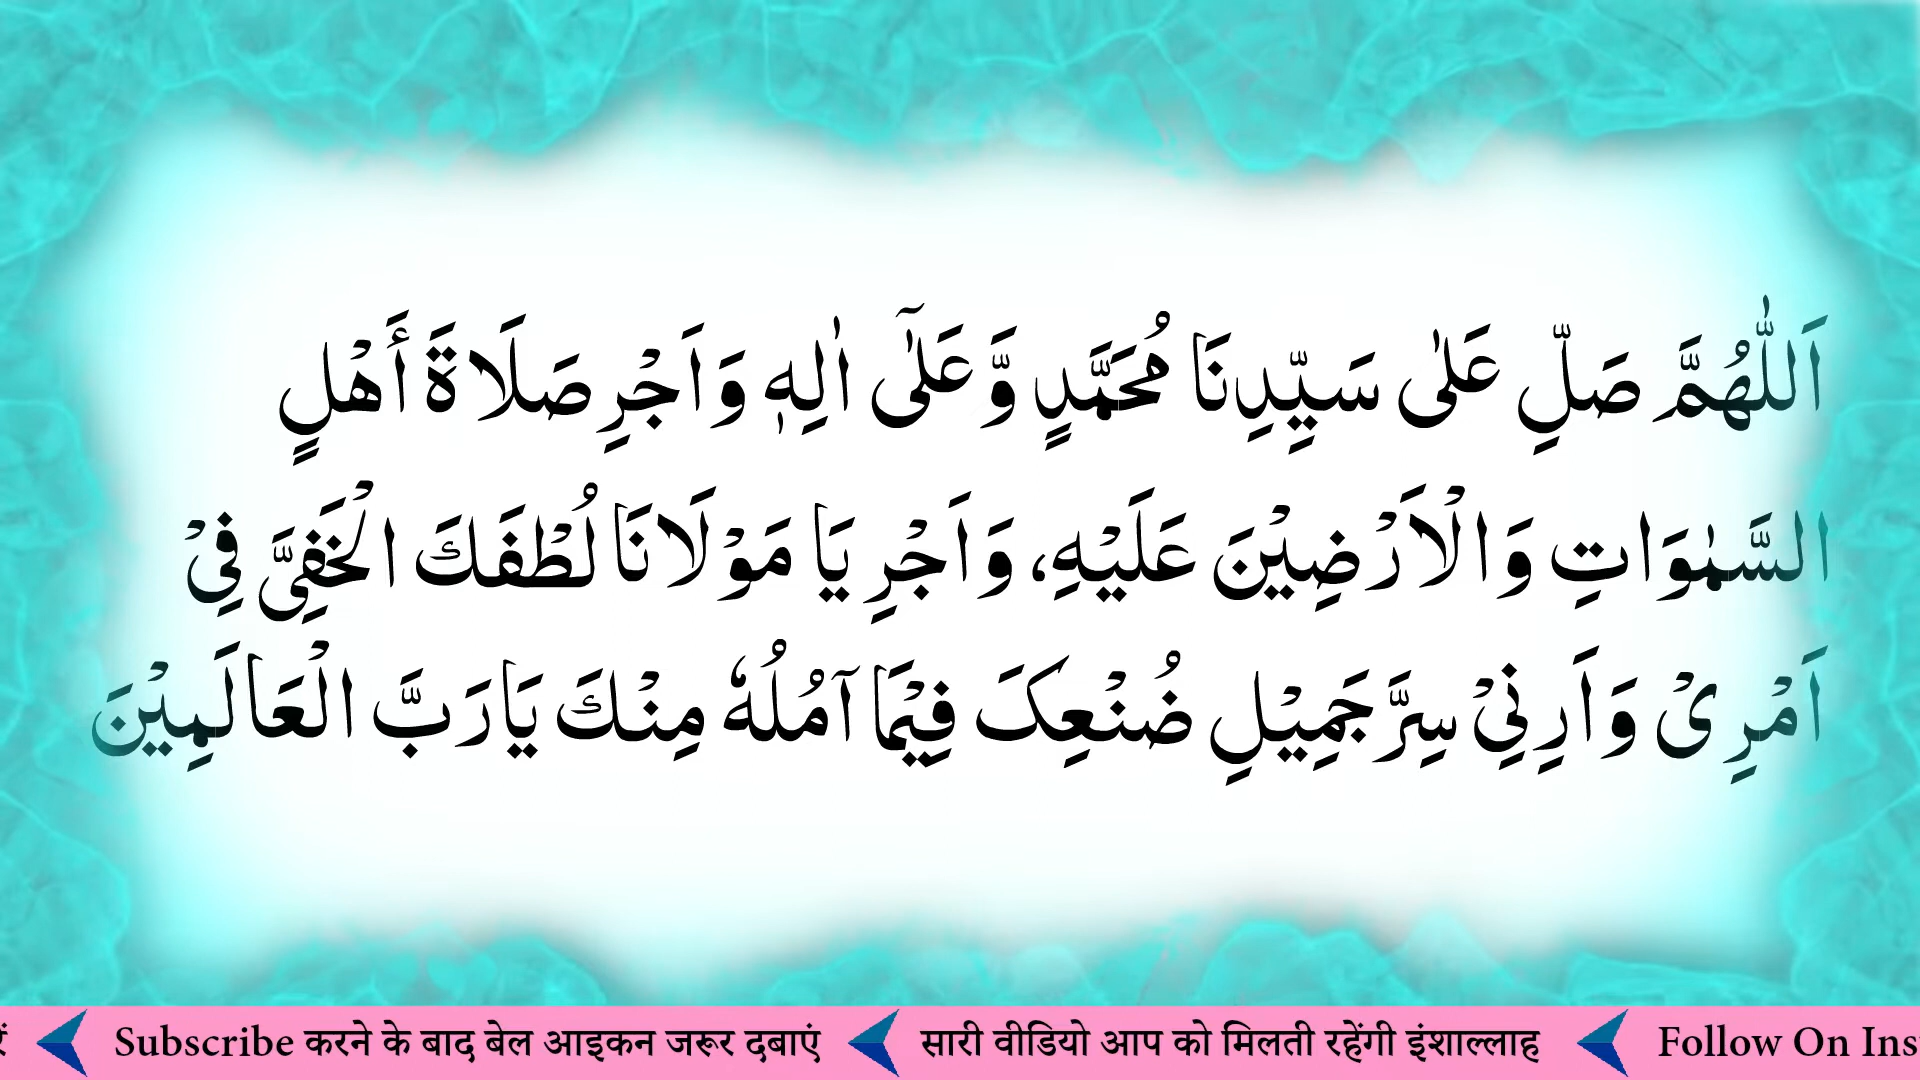 اَللّٰهُمَّ صَلِّ عَلٰى سَيِّدِنَا مُحَمَّدٍ وَّعَلٰٓى اٰلِهٖ وَاَجْرِ صَلَاةَ أَهْلٍ
السَّمٰوَاتِ وَالْاَرْضِيْنَ عَلَيْهِ، وَاَجْرِ يَا مَوْلَانَا لُطْفَكَ الْخَفِىَّ فِىْ
اَمْرِىْ وَاَرِنِىْ سِرَّ جَمِيْلِ ضُنْعِکَ فِيْمَا آمُلُهٗ مِنْكَ يَارَبَّ الْعَالَمِيْنَ
Subscribe करने के बाद बेल आइकन जरूर दबाएं सारी वीडियो आप को मिलती रहेंगी इंशाल्लाह Follow On